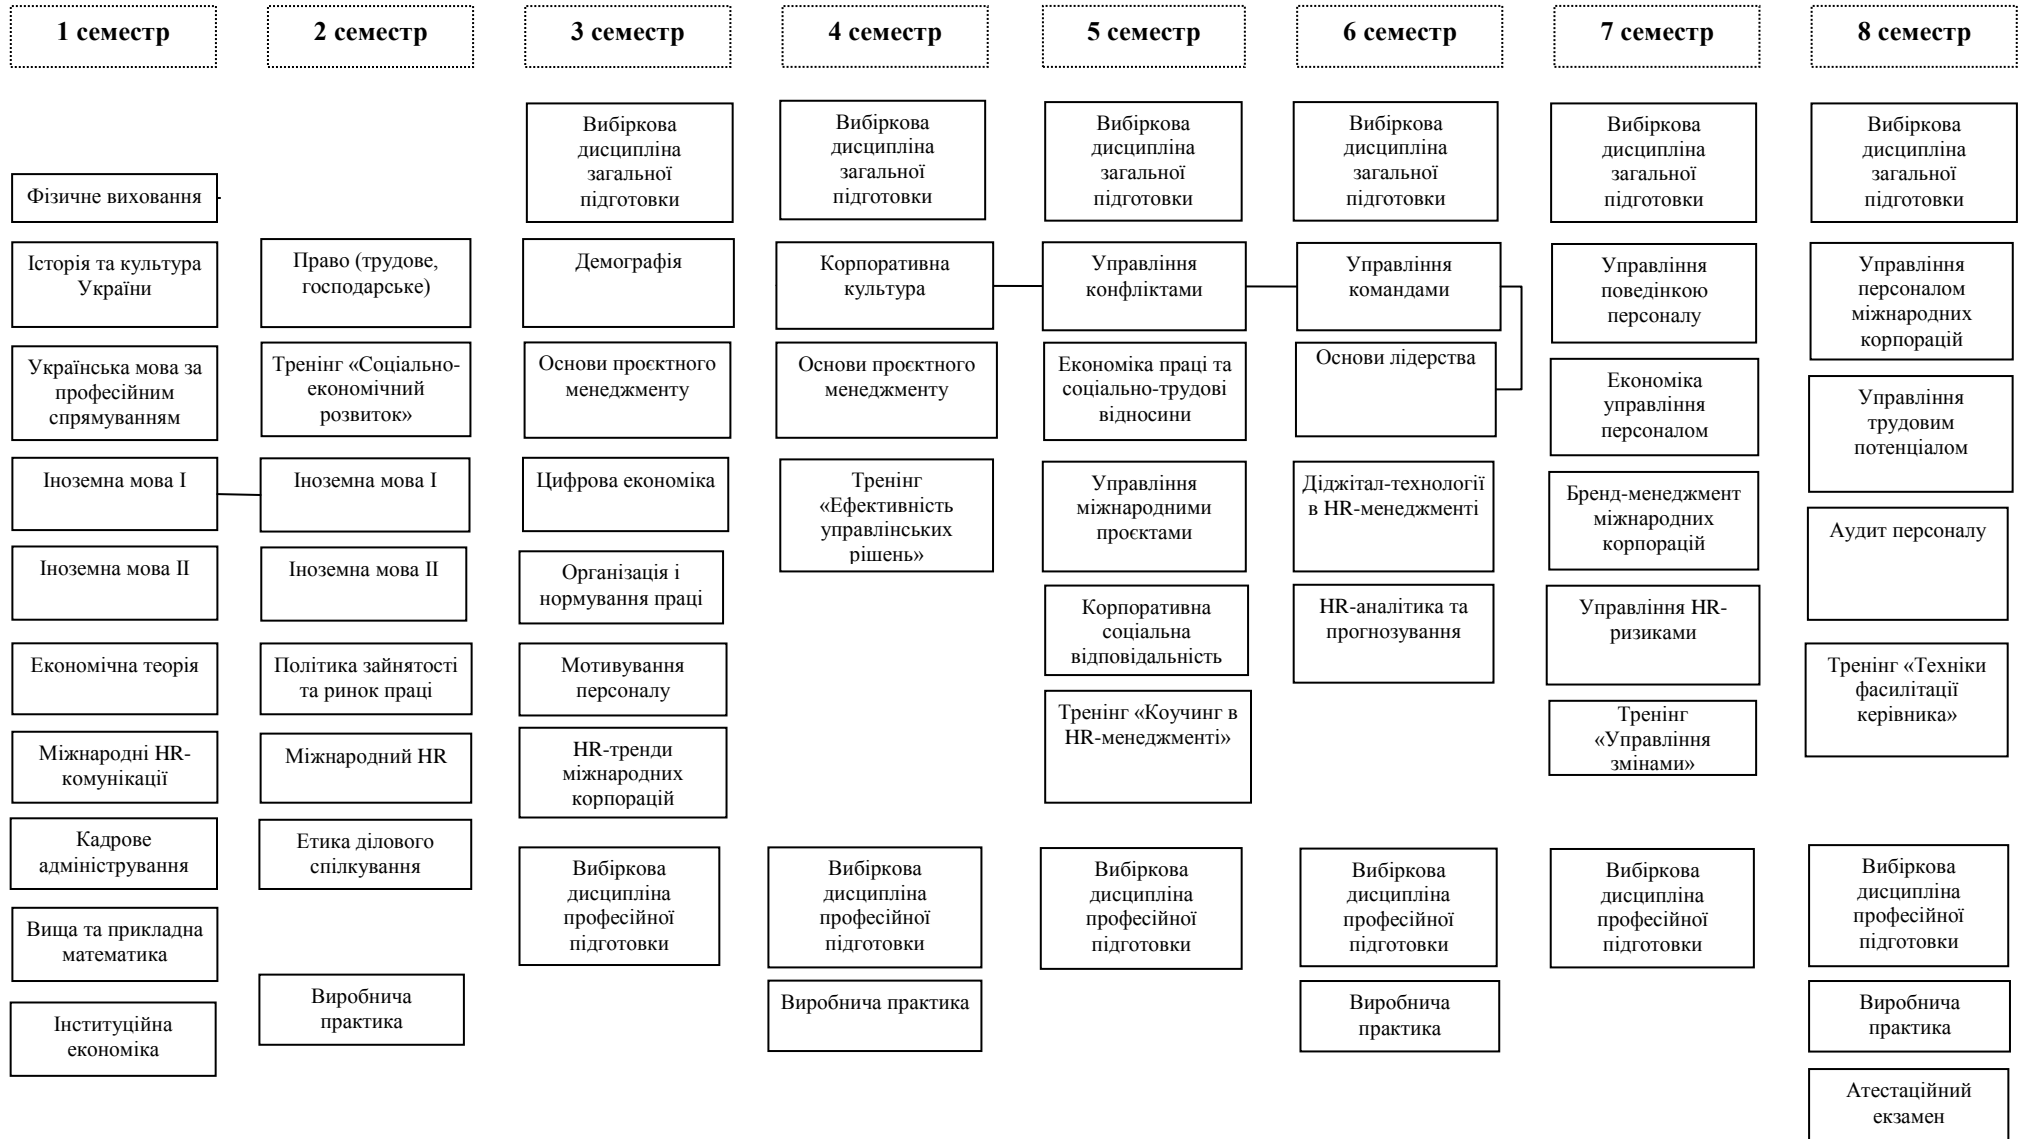 1 семестр
2 семестр
3 семестр
4 семестр
5 семестр
6 семестр
7 семестр
8 семестр
Фізичне виховання
Історія та культура
України
Українська мова за
професійним
спрямуванням
Іноземна мова І
Іноземна мова ІІ
Економічна теорія
Міжнародні HR-
комунікації
Кадрове
адміністрування
Вища та прикладна
математика
Інституційна
економіка
Право (трудове,
господарське)
Тренінг «Соціально-
економічний
розвиток»
Іноземна мова І
Іноземна мова ІІ
Політика зайнятості
та ринок праці
Міжнародний HR
Етика ділового
спілкування
Виробнича
практика
Вибіркова
дисципліна
загальної
підготовки
Демографія
Основи проєктного
менеджменту
Цифрова економіка
Організація і
нормування праці
Мотивування
персоналу
HR-тренди
міжнародних
корпорацій
Вибіркова
дисципліна
професійної
підготовки
Вибіркова
дисципліна
загальної
підготовки
Корпоративна
культура
Основи проєктного
менеджменту
Тренінг
«Ефективність
управлінських
рішень»
Вибіркова
дисципліна
професійної
підготовки
Виробнича практика
Вибіркова
дисципліна
загальної
підготовки
Управління
конфліктами
Економіка праці та
соціально-трудові
відносини
Управління
міжнародними
проєктами
Корпоративна
соціальна
відповідальність
Тренінг «Коучинг в
HR-менеджменті»
Вибіркова
дисципліна
професійної
підготовки
Вибіркова
дисципліна
загальної
підготовки
Управління
командами
Основи лідерства
Діджітал-технології
в HR-менеджменті
HR-аналітика та
прогнозування
Вибіркова
дисципліна
професійної
підготовки
Виробнича
практика
Вибіркова
дисципліна
загальної
підготовки
Управління
поведінкою
персоналу
Економіка
управління
персоналом
Бренд-менеджмент
міжнародних
корпорацій
Управління HR-
ризиками
Тренінг
«Управління
змінами»
Вибіркова
дисципліна
професійної
підготовки
Вибіркова
дисципліна
загальної
підготовки
Управління
персоналом
міжнародних
корпорацій
Управління
трудовим
потенціалом
Аудит персоналу
Тренінг «Техніки
фасилітації
керівника»
Вибіркова
дисципліна
професійної
підготовки
Виробнича
практика
Атестаційний
екзамен